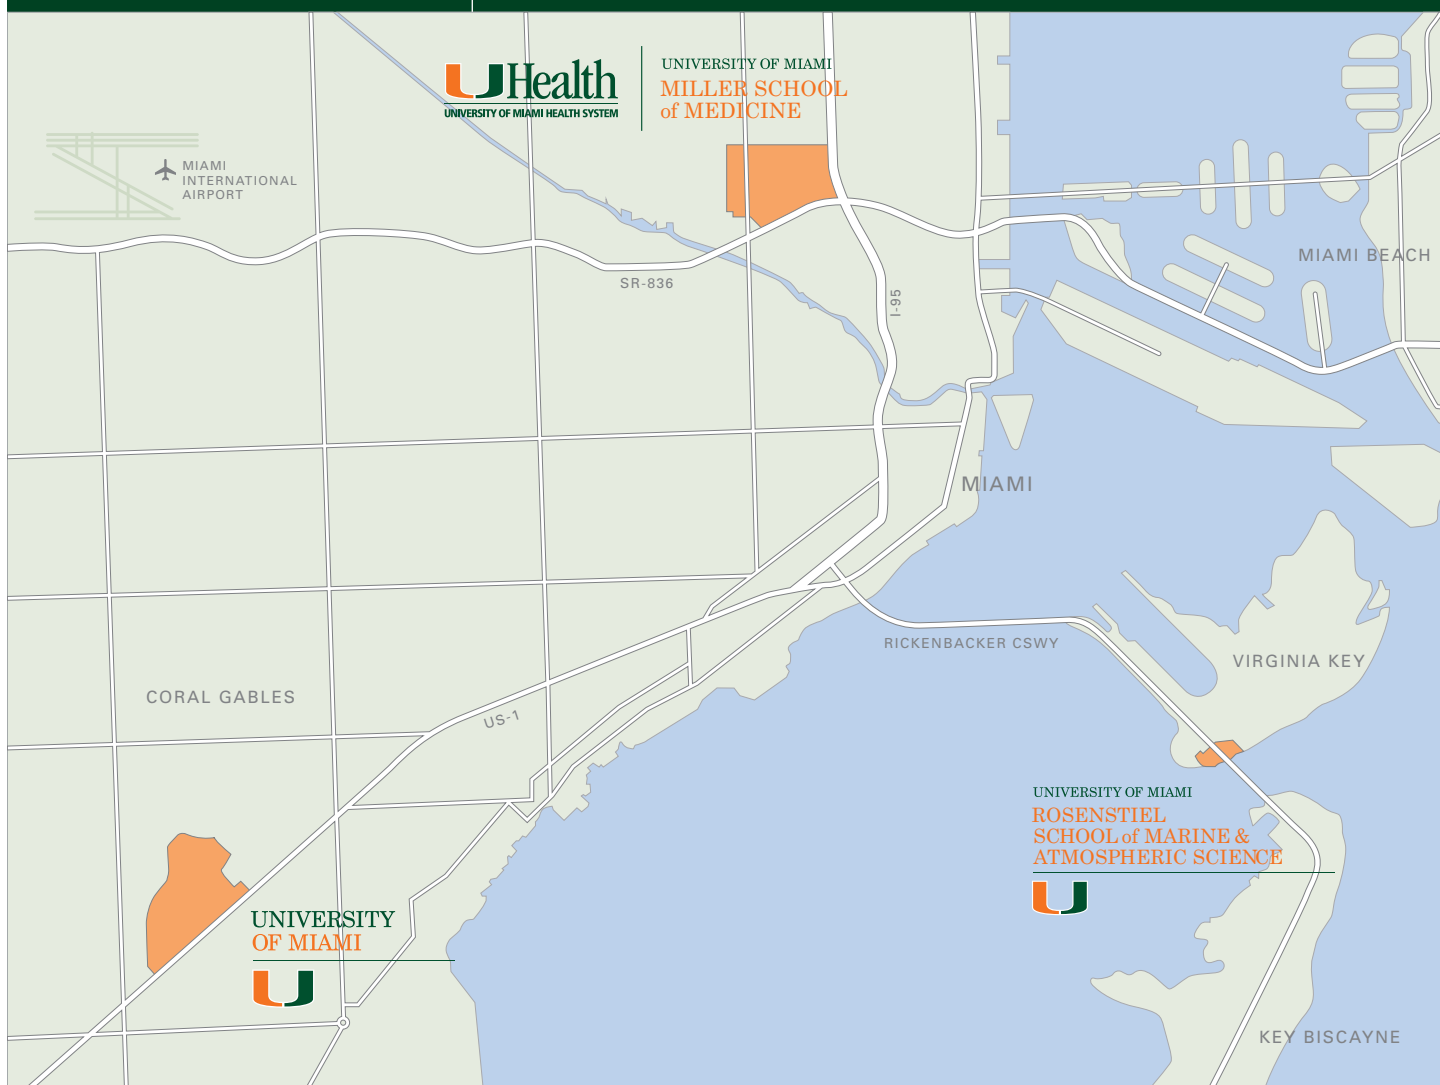 UHealth
UNIVERSITY OF MIAMI HEALTH SYSTEM
UNIVERSITY OF MIAMI
MILLER SCHOOL
of MEDICINE
MIAMI
INTERNATIONAL
AIRPORT
MIAMI BEACH
SR-836
I-95
MIAMI
RICKENBACKER CSWY
VIRGINIA KEY
CORAL GABLES
US-1
UNIVERSITY OF MIAMI
ROSENSTIEL
SCHOOL of MARINE &
ATMOSPHERIC SCIENCE
UNIVERSITY
OF MIAMI
KEY BISCAYNE